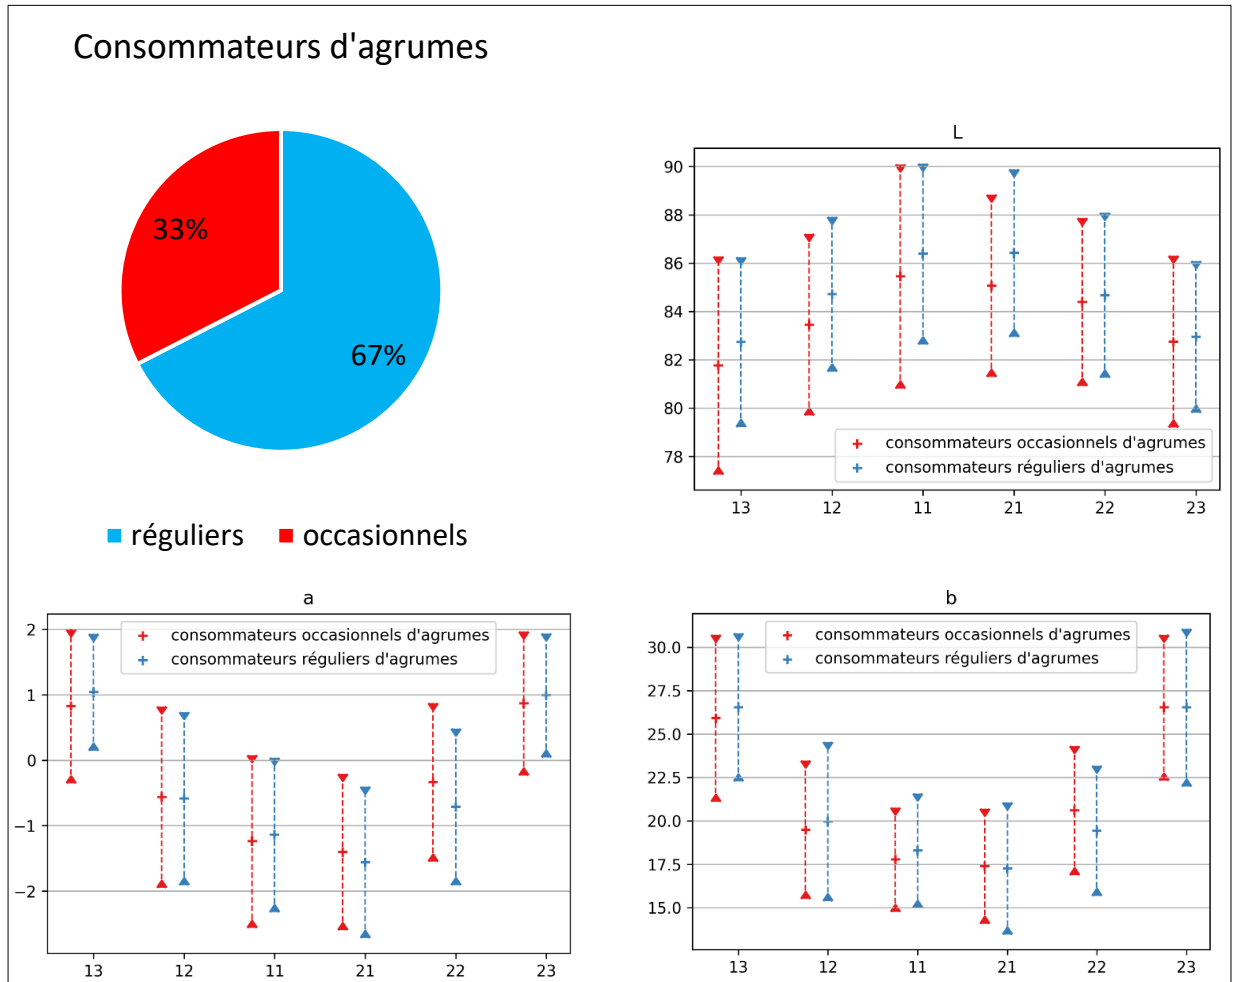 Consommateurs d'agrumes
33%
67%
réguliers occasionnels
L
90
88
86
84
82
80
78
consommateurs occasionnels d'agrumes
consommateurs réguliers d'agrumes
13 12 11 21 22 23
a
2
1
0
−1
−2
consommateurs occasionnels d'agrumes
consommateurs réguliers d'agrumes
13 12 11 21 22 23
b
30.0
27.5
25.0
22.5
20.0
17.5
15.0
consommateurs occasionnels d'agrumes
consommateurs réguliers d'agrumes
13 12 11 21 22 23